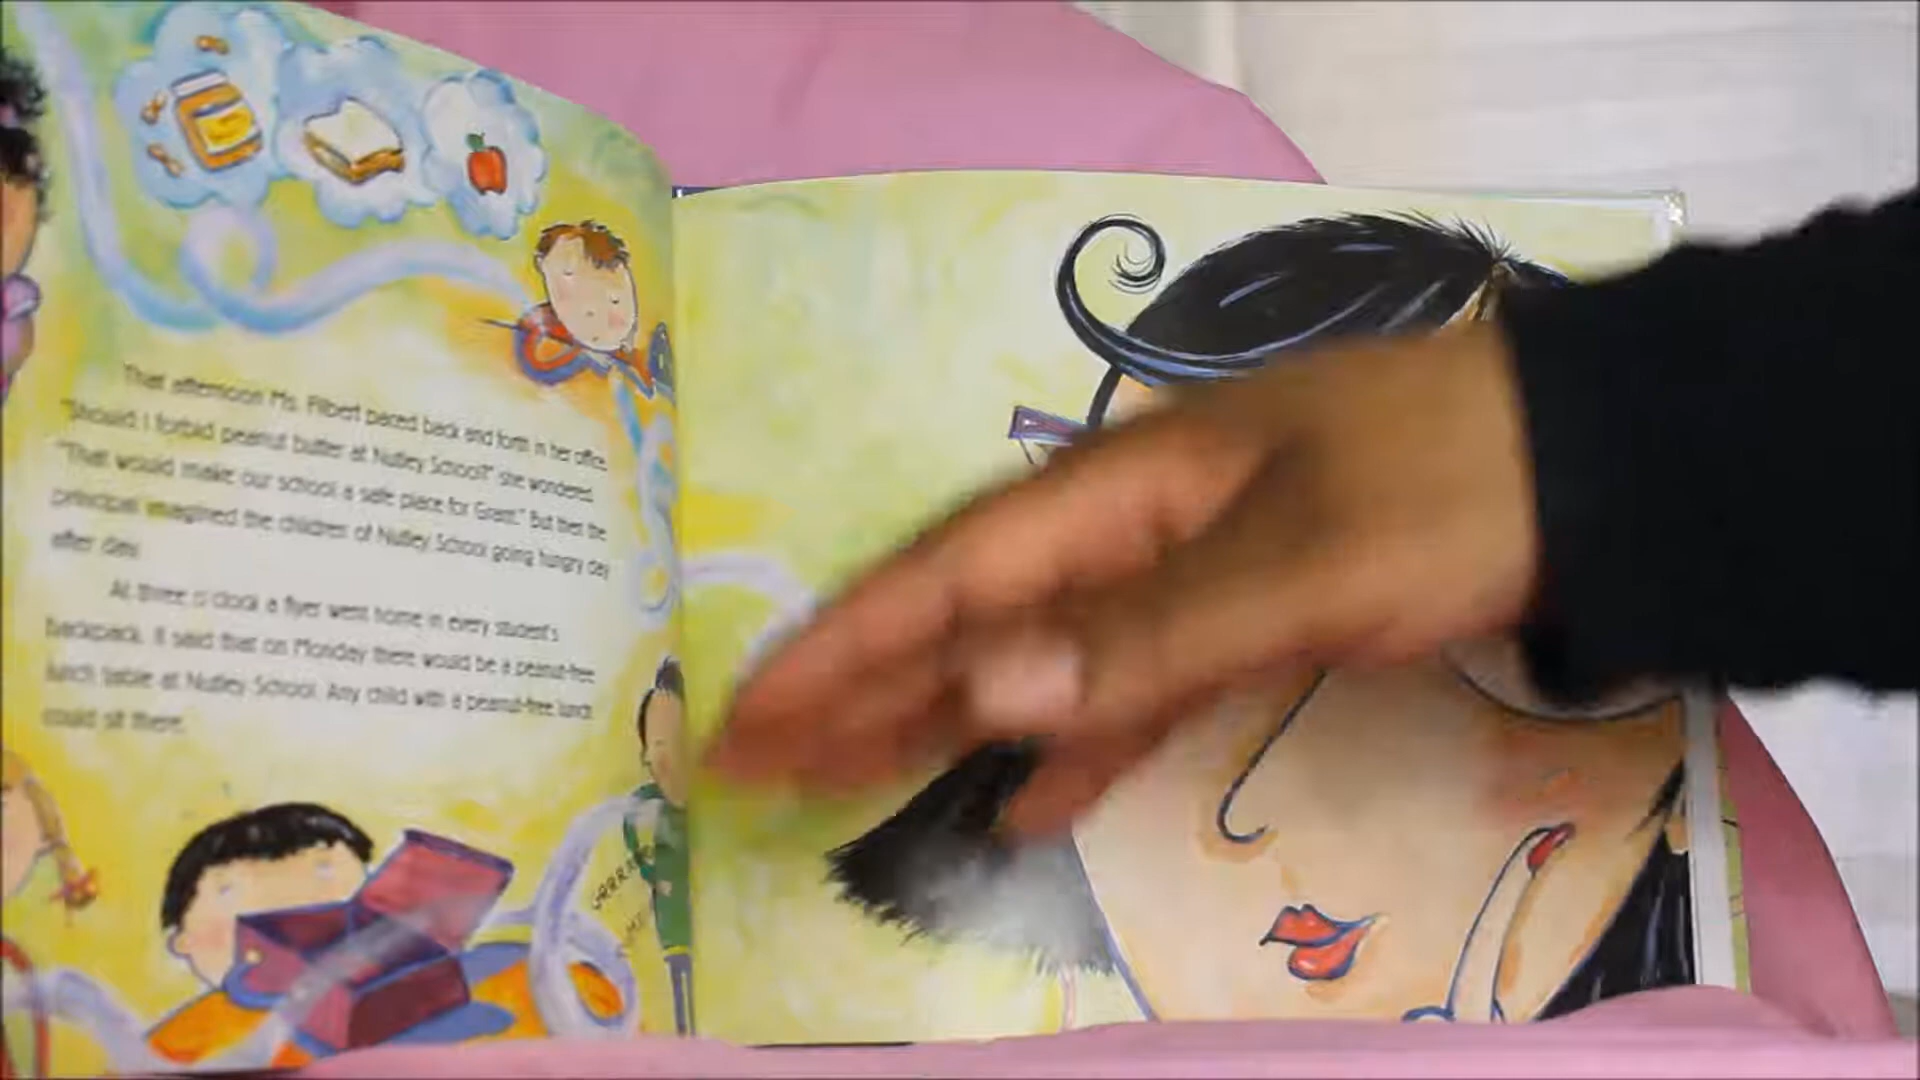 That afternoon Ms. Filbert paced back and forth in her office.
"Should I forbid peanut butter at Nutley School?" she wondered.
"That would make our school a safe place for Grant." But then the
principal imagined the children of Nutley School going hungry day
after day.
At three o'clock a flyer went home in every student's
backpack. It said that on Monday there would be a peanut-free
lunch table at Nutley School. Any child with a peanut-free lunch
could sit there.